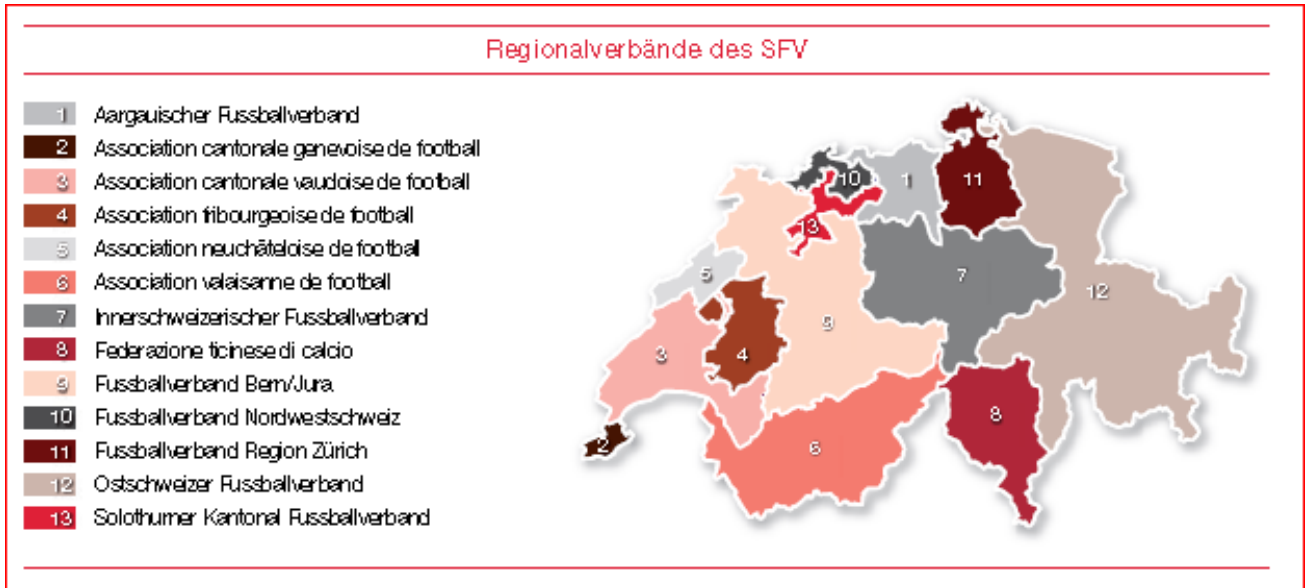 Regionalverbände des SFV
1 Aargauischer Fussballverband
2 Association cantonale genevoise de football
3 Association cantonale vaudoise de football
4 Association fribourgeoise de football
5 Association neuchâteloise de football
6 Association valaisanne de football
7 Innerschweizerischer Fussballverband
8 Federazione ticinese di calcio
9 Fussballverband Bern/Jura
10 Fussballverband Nordwestschweiz
11 Fussballverband Region Zürich
12 Ostschweizer Fussballverband
13 Solothurner Kantonal Fussballverband
10
1
11
13
5
7
12
9
3
4
8
2
6